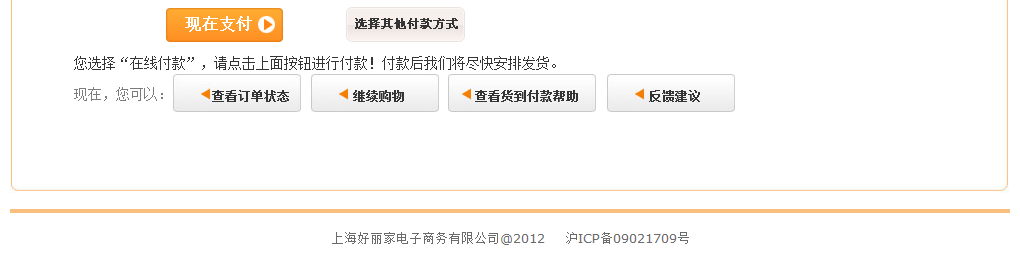 现在支付 选择其他付款方式
您选择“在线付款”，请点击上面按钮进行付款！付款后我们将尽快安排发货。
现在，您可以： 查看订单状态 继续购物 查看货到付款帮助 反馈建议
上海好丽家电子商务有限公司@2012 沪ICP备09021709号